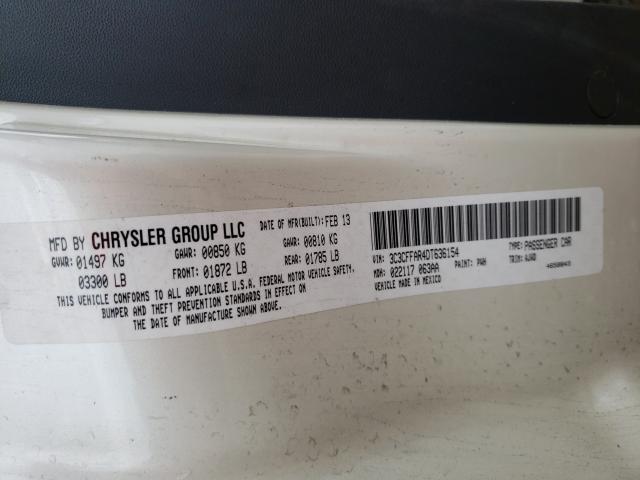 MFD BY CHRYSLER GROUP LLC DATE OF MFR(BUILT): FEB 13
GVWR: 01497 KG GAWR: 00850 KG GAWR: 00810 KG
03300 LB FRONT: 01872 LB REAR: 01785 LB
THIS VEHICLE CONFORMS TO ALL APPLICABLE U.S.A. FEDERAL MOTOR VEHICLE SAFETY,
BUMPER AND THEFT PREVENTION STANDARDS IN EFFECT ON
THE DATE OF MANUFACTURE SHOWN ABOVE.
VIN: 3C3CFFAR4DT636154 TYPE: PASSENGER CAR
MDH: 022117 063AA PAINT: PWH TRIM:
VEHICLE MADE IN MEXICO